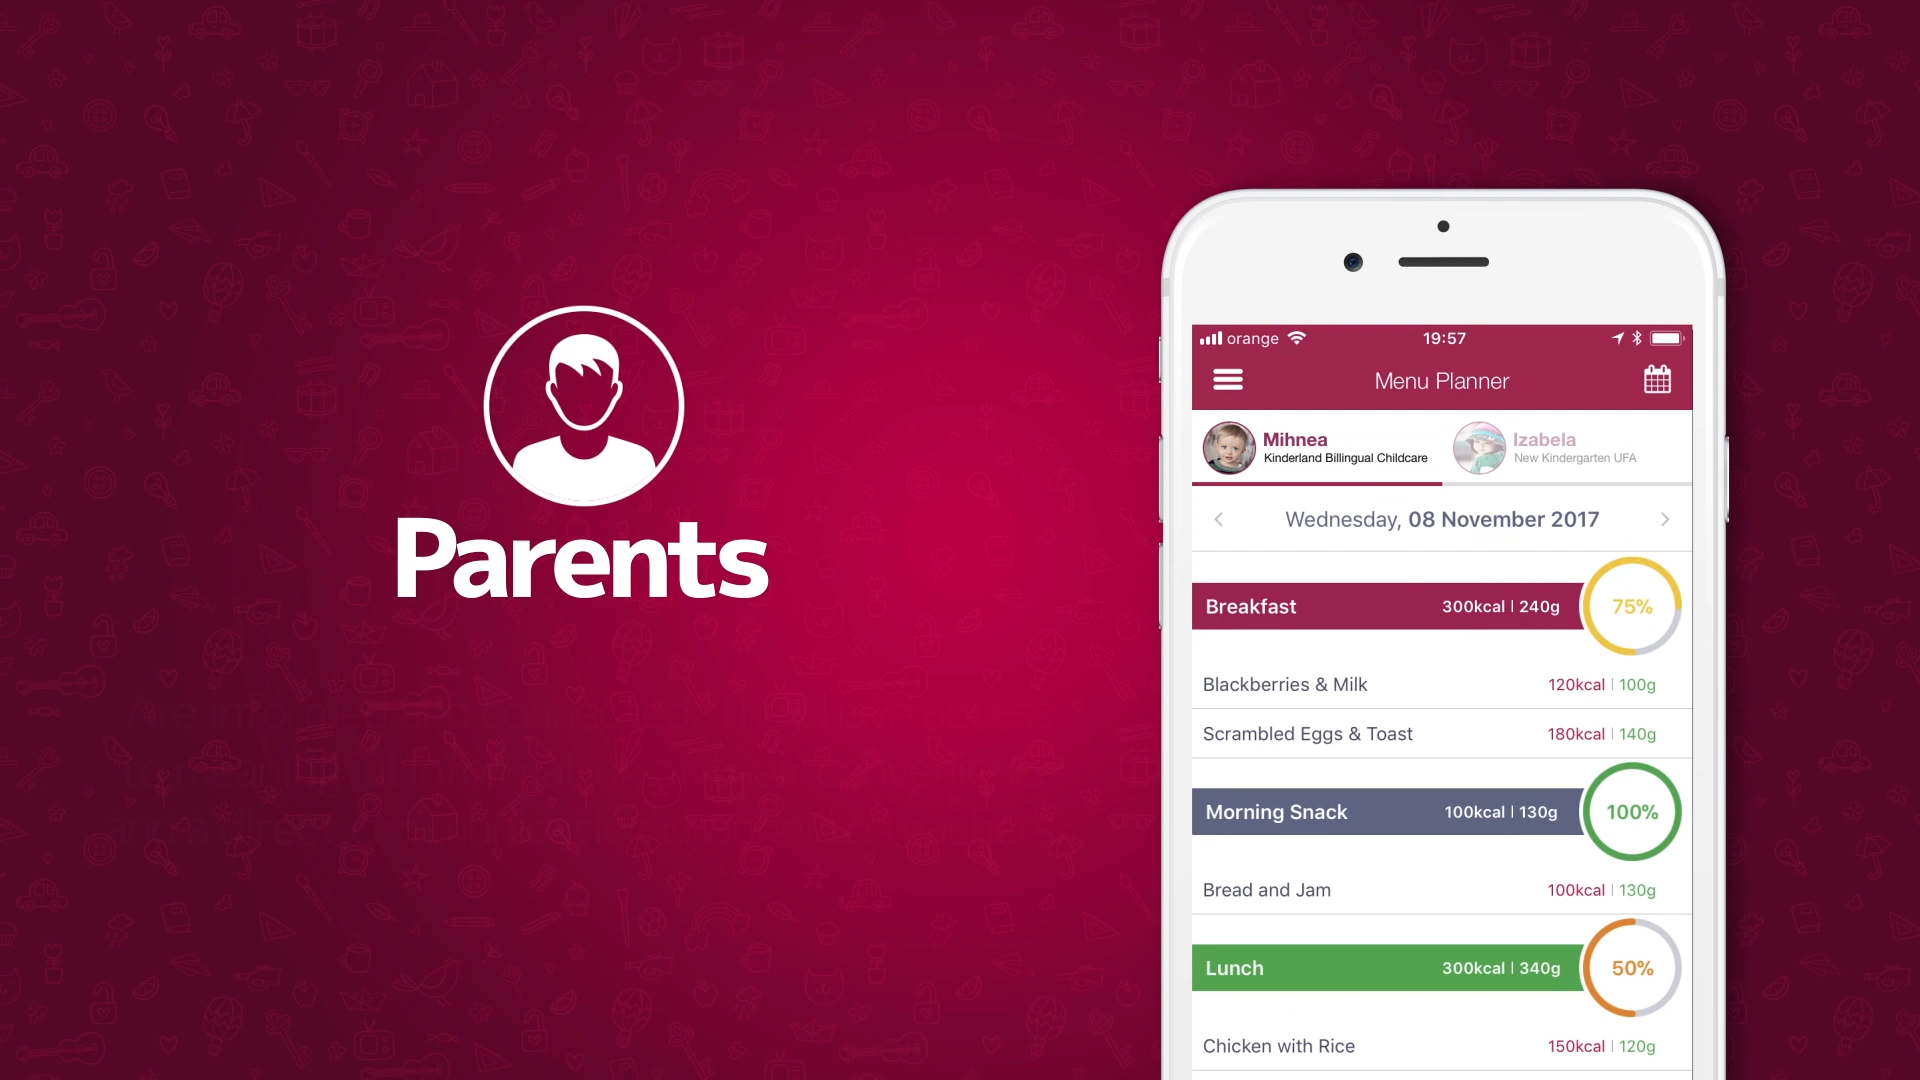 Parents
orange 19:57
Menu Planner
Mihnea
Kinderland Billingual Childcare
Izabela
New Kindergarten UFA
Wednesday, 08 November 2017
Breakfast 300kcal | 240g 75%
Blackberries & Milk 120kcal | 100g
Scrambled Eggs & Toast 180kcal | 140g
Morning Snack 100kcal | 130g 100%
Bread and Jam 100kcal | 130g
Lunch 300kcal | 340g 50%
Chicken with Rice 150kcal | 120g